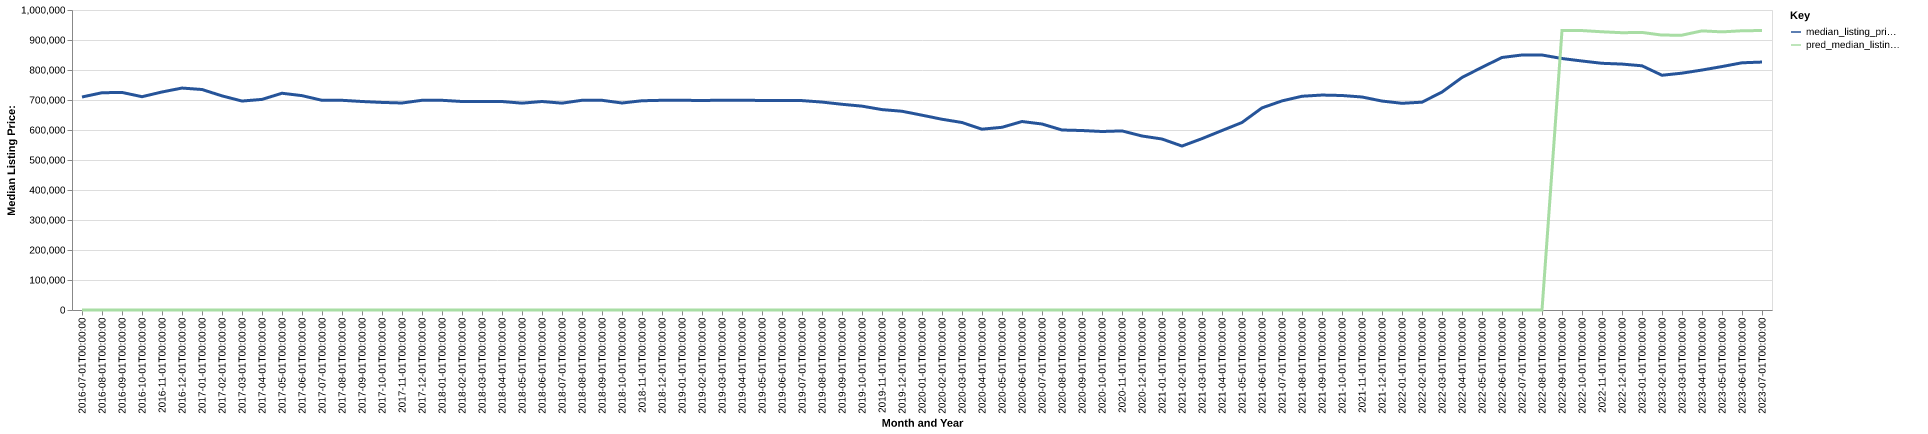 Key
median_listing_pri…
pred_median_listin…
Median Listing Price:
1,000,000
900,000
800,000
700,000
600,000
500,000
400,000
300,000
200,000
100,000
0
2016-07-01T00:00:00
2016-08-01T00:00:00
2016-09-01T00:00:00
2016-10-01T00:00:00
2016-11-01T00:00:00
2016-12-01T00:00:00
2017-01-01T00:00:00
2017-02-01T00:00:00
2017-03-01T00:00:00
2017-04-01T00:00:00
2017-05-01T00:00:00
2017-06-01T00:00:00
2017-07-01T00:00:00
2017-08-01T00:00:00
2017-09-01T00:00:00
2017-10-01T00:00:00
2017-11-01T00:00:00
2017-12-01T00:00:00
2018-01-01T00:00:00
2018-02-01T00:00:00
2018-03-01T00:00:00
2018-04-01T00:00:00
2018-05-01T00:00:00
2018-06-01T00:00:00
2018-07-01T00:00:00
2018-08-01T00:00:00
2018-09-01T00:00:00
2018-10-01T00:00:00
2018-11-01T00:00:00
2018-12-01T00:00:00
2019-01-01T00:00:00
2019-02-01T00:00:00
2019-03-01T00:00:00
2019-04-01T00:00:00
2019-05-01T00:00:00
2019-06-01T00:00:00
2019-07-01T00:00:00
2019-08-01T00:00:00
2019-09-01T00:00:00
2019-10-01T00:00:00
2019-11-01T00:00:00
2019-12-01T00:00:00
2020-01-01T00:00:00
2020-02-01T00:00:00
2020-03-01T00:00:00
2020-04-01T00:00:00
2020-05-01T00:00:00
2020-06-01T00:00:00
2020-07-01T00:00:00
2020-08-01T00:00:00
2020-09-01T00:00:00
2020-10-01T00:00:00
2020-11-01T00:00:00
2020-12-01T00:00:00
2021-01-01T00:00:00
2021-02-01T00:00:00
2021-03-01T00:00:00
2021-04-01T00:00:00
2021-05-01T00:00:00
2021-06-01T00:00:00
2021-07-01T00:00:00
2021-08-01T00:00:00
2021-09-01T00:00:00
2021-10-01T00:00:00
2021-11-01T00:00:00
2021-12-01T00:00:00
2022-01-01T00:00:00
2022-02-01T00:00:00
2022-03-01T00:00:00
2022-04-01T00:00:00
2022-05-01T00:00:00
2022-06-01T00:00:00
2022-07-01T00:00:00
2022-08-01T00:00:00
2022-09-01T00:00:00
2022-10-01T00:00:00
2022-11-01T00:00:00
2022-12-01T00:00:00
2023-01-01T00:00:00
2023-02-01T00:00:00
2023-03-01T00:00:00
2023-04-01T00:00:00
2023-05-01T00:00:00
2023-06-01T00:00:00
2023-07-01T00:00:00
Month and Year